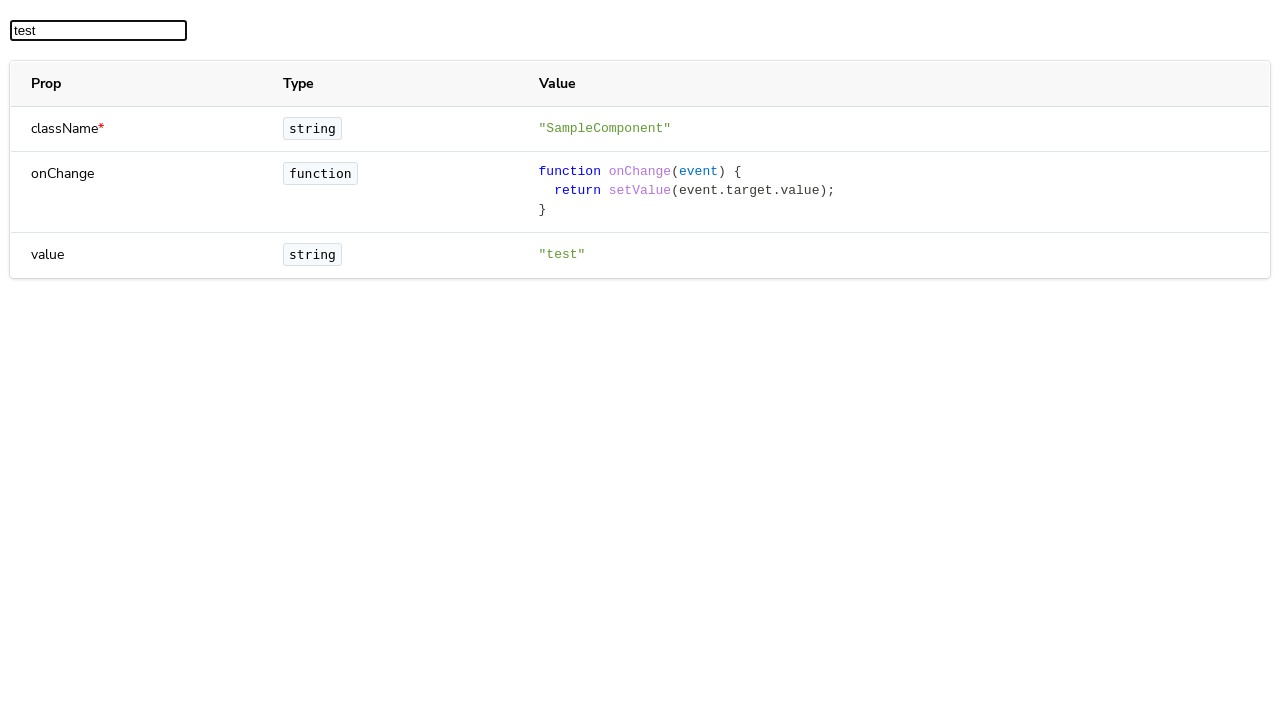 test
Prop Type Value
className* string "SampleComponent"
onChange function function onChange(event) {
  return setValue(event.target.value);
}
value string "test"